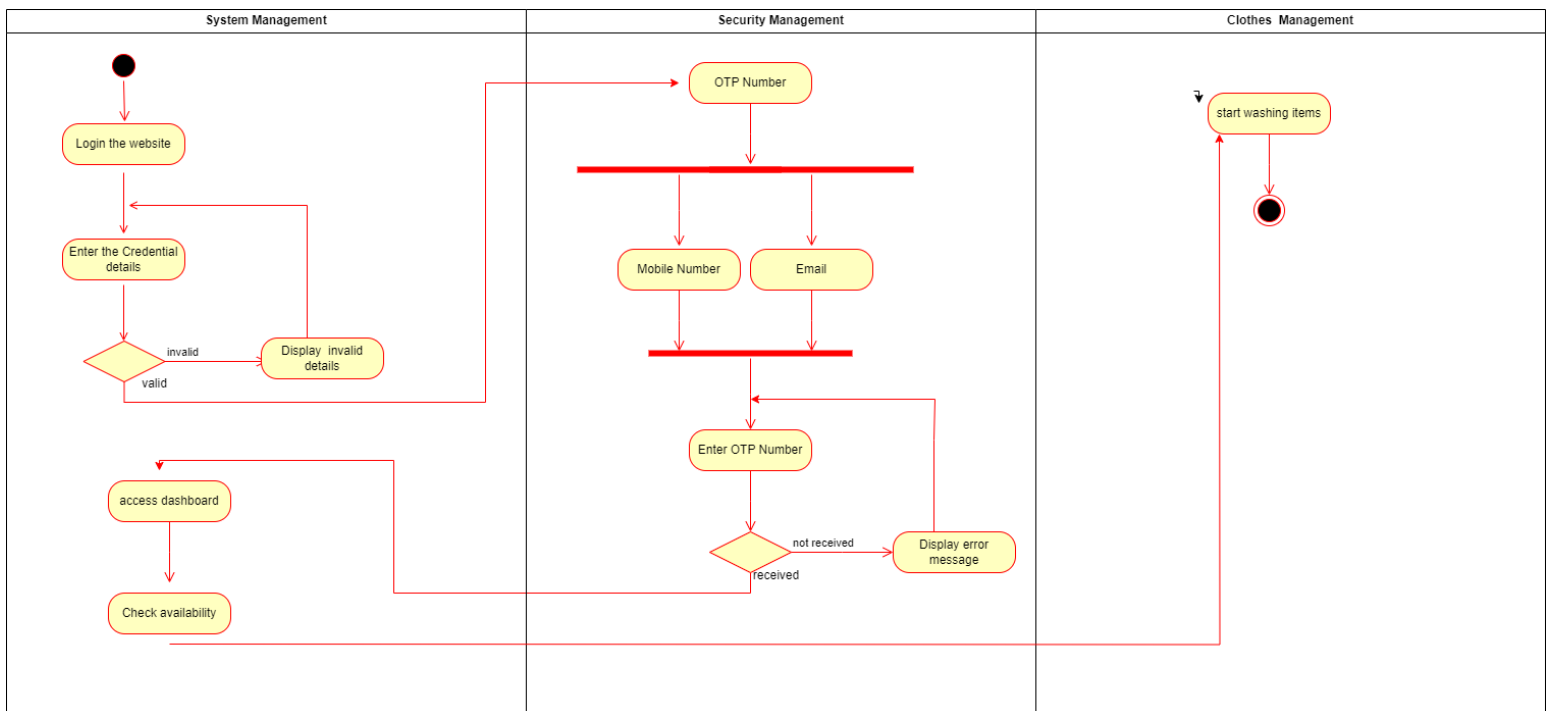 System Management
Security Management
Clothes Management
Login the website
Enter the Credential
details
invalid
Display invalid
details
valid
access dashboard
Check availability
OTP Number
Mobile Number
Email
Enter OTP Number
not received
Display error
message
received
start washing items